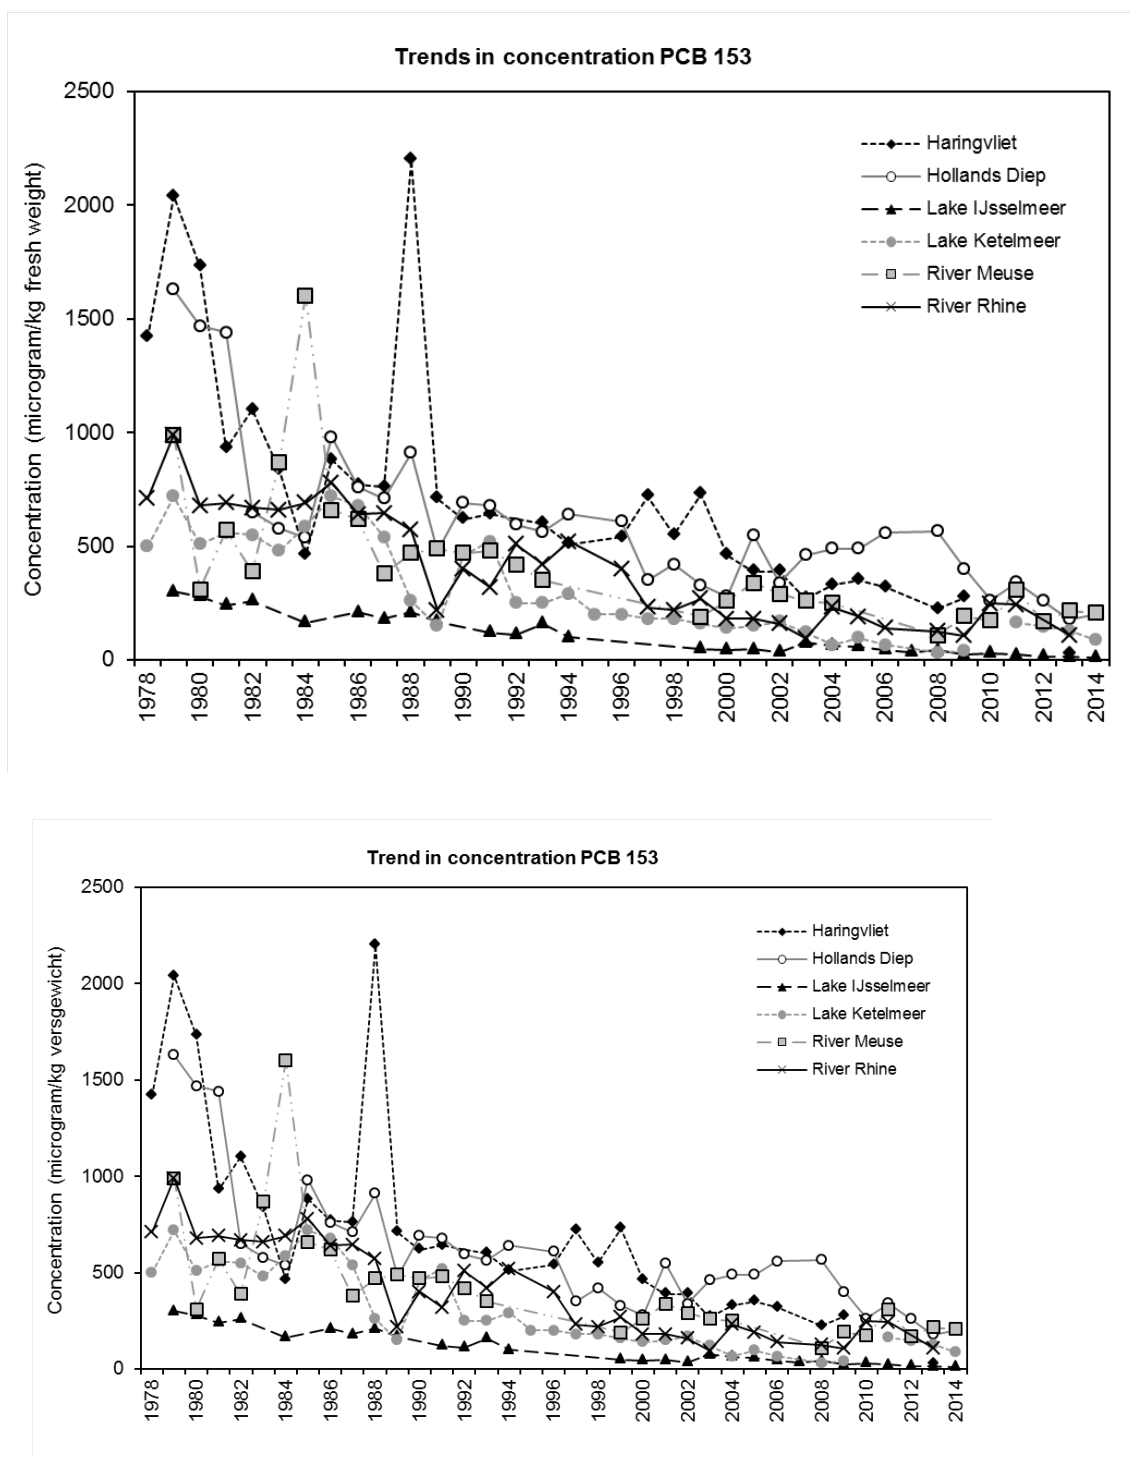 Trends in concentration PCB 153
Concentration (microgram/kg fresh weight)
2500
2000
1500
1000
500
0
Haringvliet
Hollands Diep
Lake IJsselmeer
Lake Ketelmeer
River Meuse
River Rhine
1978 1980 1982 1984 1986 1988 1990 1992 1994 1996 1998 2000 2002 2004 2006 2008 2010 2012 2014
Trend in concentration PCB 153
Concentration (microgram/kg versgewicht)
2500
2000
1500
1000
500
0
Haringvliet
Hollands Diep
Lake IJsselmeer
Lake Ketelmeer
River Meuse
River Rhine
1978 1980 1982 1984 1986 1988 1990 1992 1994 1996 1998 2000 2002 2004 2006 2008 2010 2012 2014